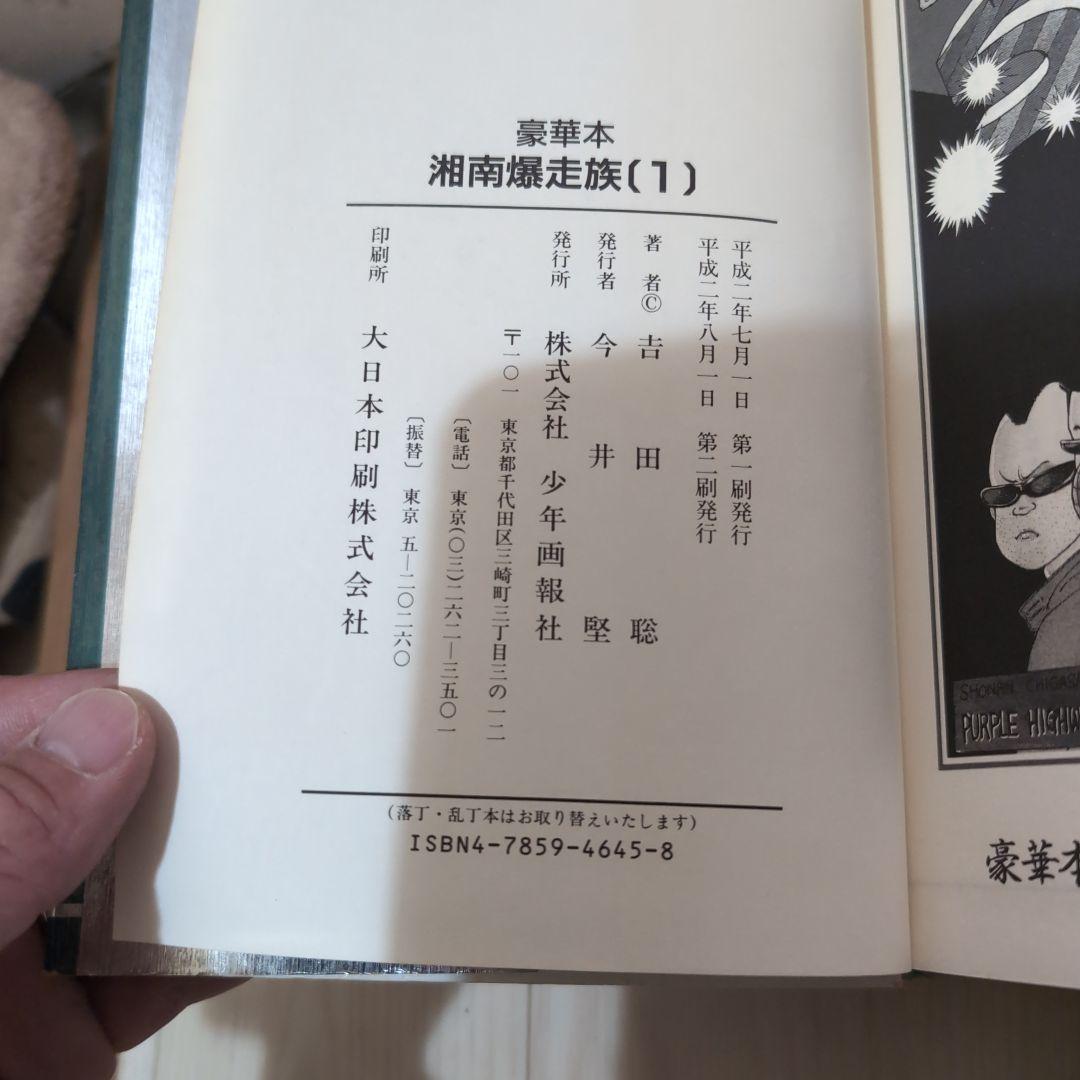 豪華本
湘南爆走族(1)
平成二年七月一日 第一刷発行
平成二年八月一日 第二刷発行
著者© 吉田聡
発行者 今井堅
発行所 株式会社 少年画報社
〒一〇一 東京都千代田区三崎町三丁目三の一二
〔電話〕 東京(〇三)二六二―三五〇一
〔振替〕 東京 五―二〇二六〇
印刷所 大日本印刷株式会社
(落丁・乱丁本はお取り替えいたします)
ISBN4-7859-4645-8
SHONAN CHIGAS
PURPLE HIGHW
豪華本